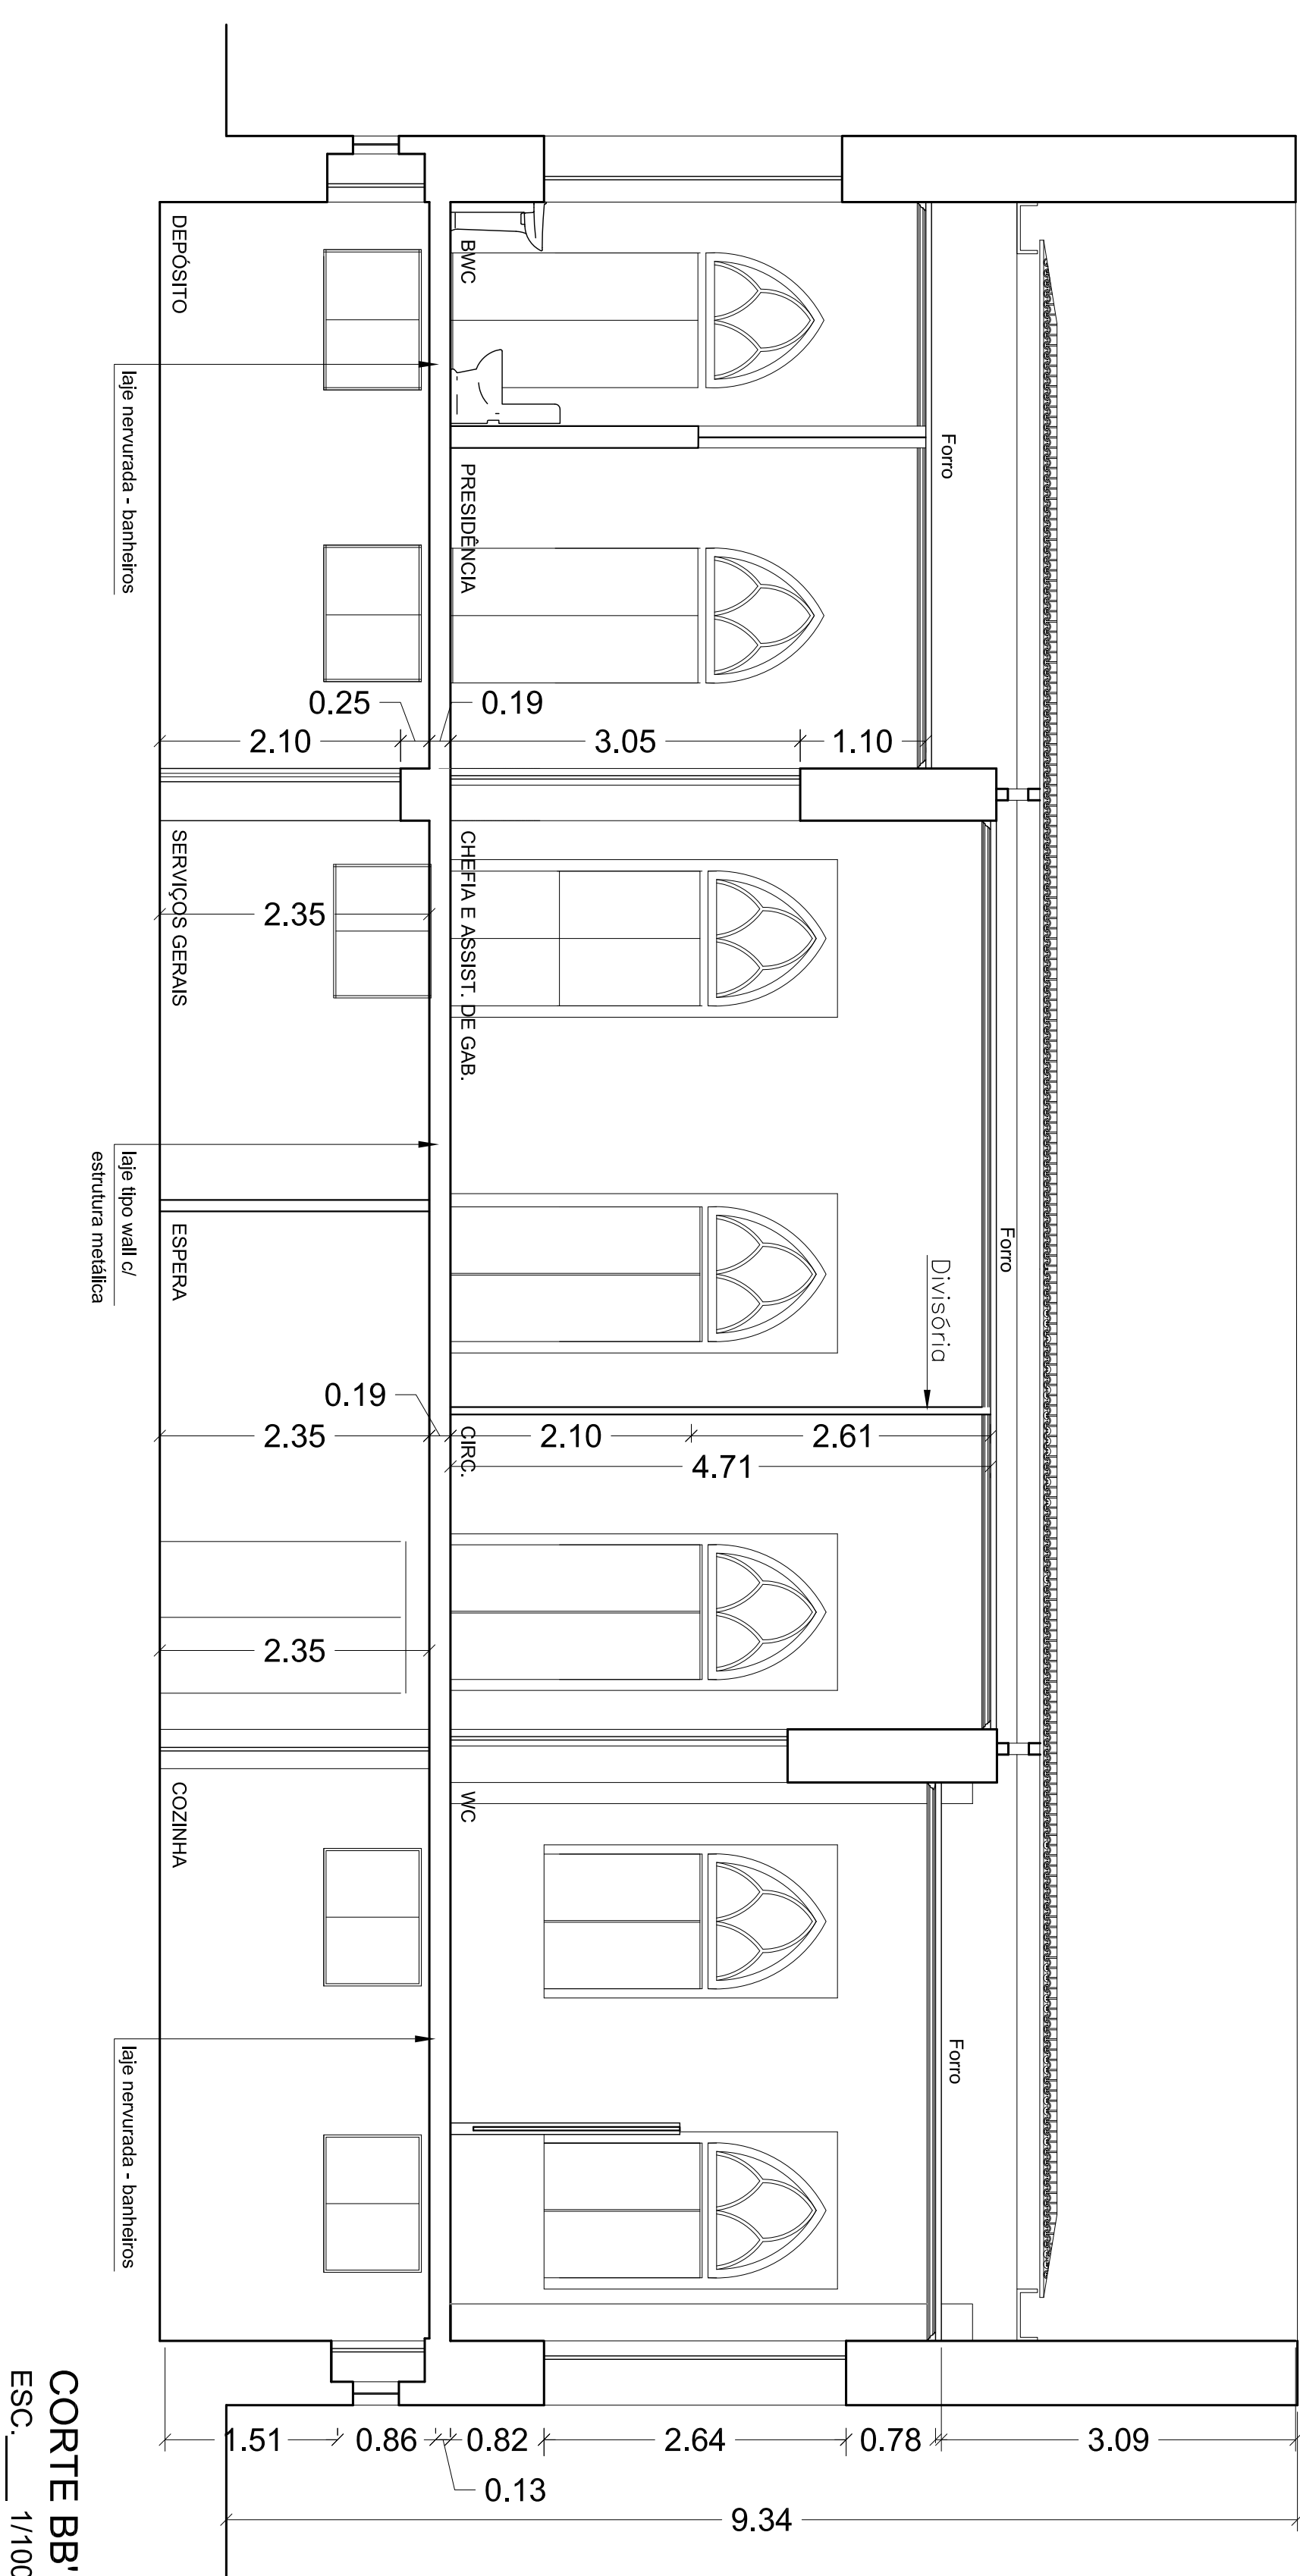 Forro
Forro
Forro
Divisória
BWC
PRESIDÊNCIA
CHEFIA E ASSIST. DE GAB.
CIRC.
WC
DEPÓSITO
SERVIÇOS GERAIS
ESPERA
COZINHA
laje nervurada - banheiros
laje tipo wall c/
estrutura metálica
laje nervurada - banheiros
0.25
0.19
2.10
3.05
1.10
2.35
0.19
2.35
2.10
2.61
4.71
2.35
1.51
0.86
0.82
2.64
0.78
3.09
0.13
9.34
CORTE BB'
ESC.____ 1/100